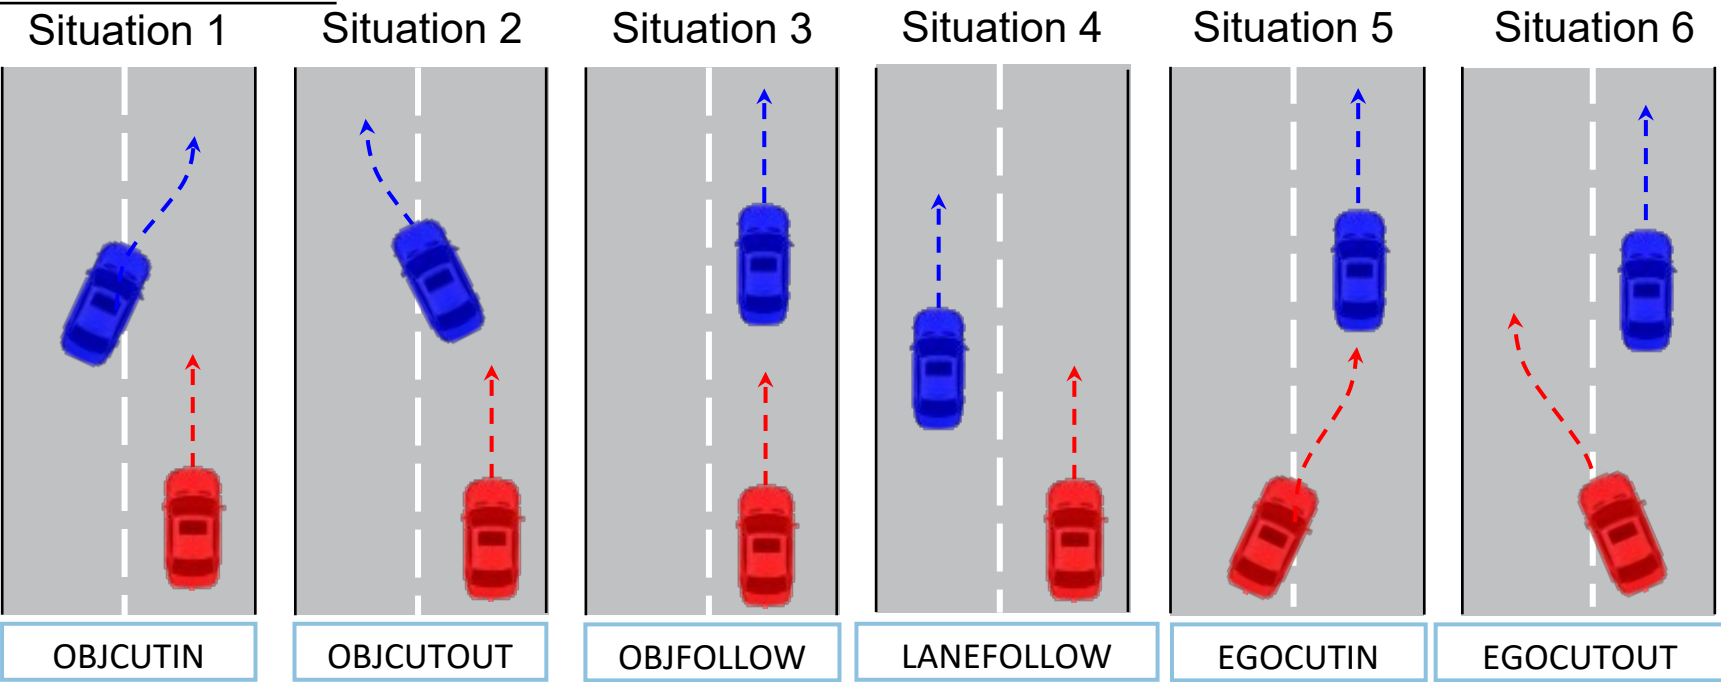 Situation 1
Situation 2
Situation 3
Situation 4
Situation 5
Situation 6
OBJCUTIN
OBJCUTOUT
OBJFOLLOW
LANEFOLLOW
EGOCUTIN
EGOCUTOUT